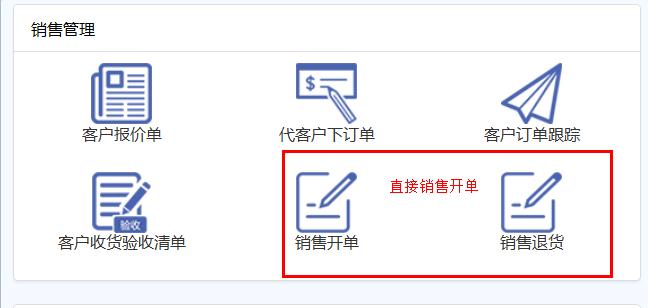 销售管理
客户报价单
代客户下订单
客户订单跟踪
直接销售开单
验收
客户收货验收清单
销售开单
销售退货